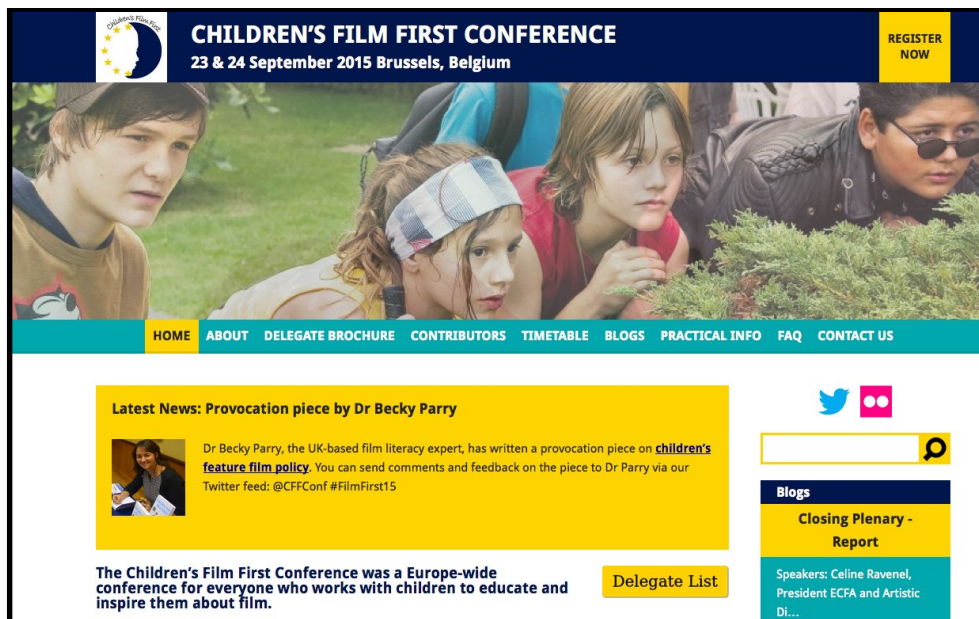 Children's Film First
CHILDREN'S FILM FIRST CONFERENCE
23 & 24 September 2015 Brussels, Belgium
REGISTER
NOW
HOME ABOUT DELEGATE BROCHURE CONTRIBUTORS TIMETABLE BLOGS PRACTICAL INFO FAQ CONTACT US
Latest News: Provocation piece by Dr Becky Parry
Dr Becky Parry, the UK-based film literacy expert, has written a provocation piece on children's
feature film policy. You can send comments and feedback on the piece to Dr Parry via our
Twitter feed: @CFFConf #FilmFirst15
The Children's Film First Conference was a Europe-wide
conference for everyone who works with children to educate and
inspire them about film.
Delegate List
Blogs
Closing Plenary -
Report
Speakers: Celine Ravenel,
President ECFA and Artistic
Di...